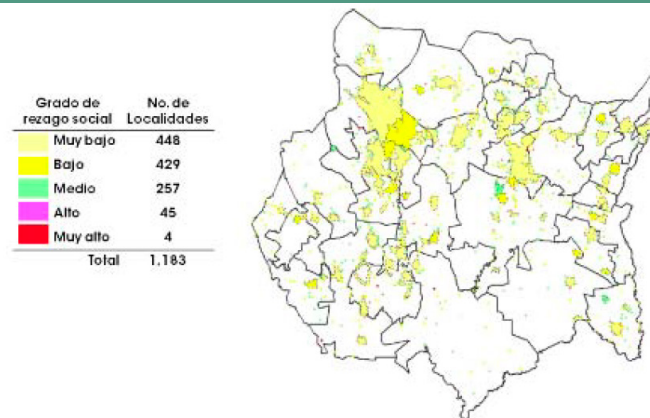 Grado de rezago social No. de Localidades
Muy bajo 448
Bajo 429
Medio 257
Alto 45
Muy alto 4
Total 1,183